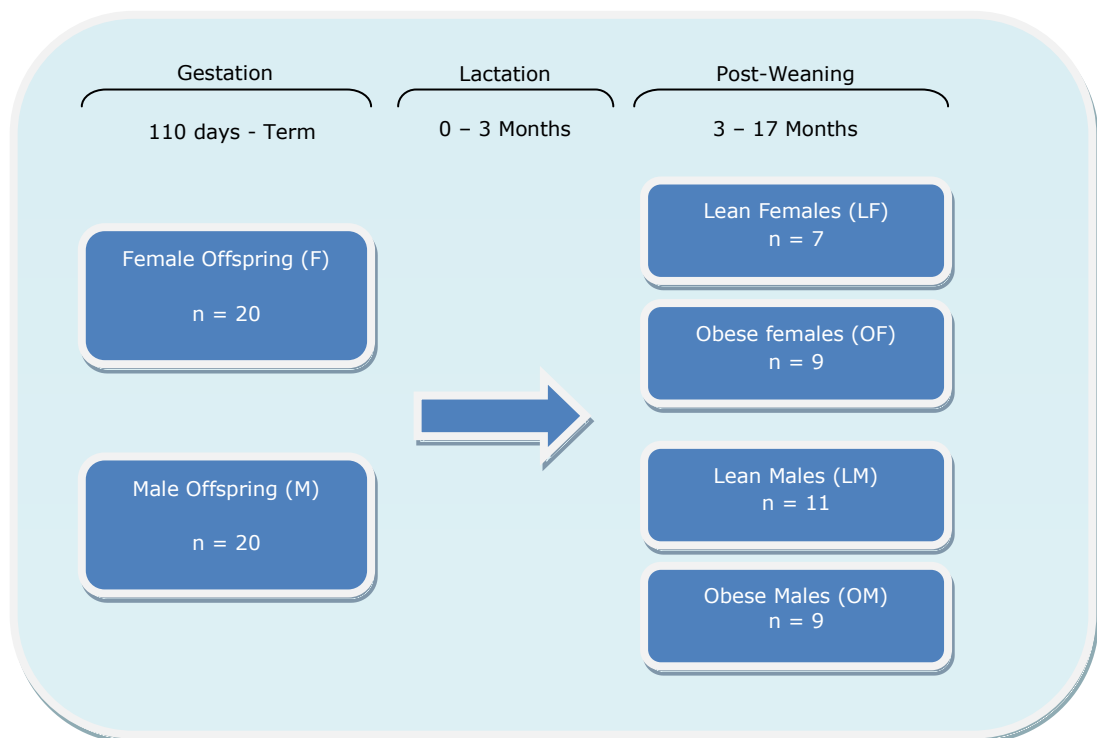 Gestation
Lactation
Post-Weaning
110 days - Term
0 – 3 Months
3 – 17 Months
Female Offspring (F)
n = 20
Male Offspring (M)
n = 20
Lean Females (LF)
n = 7
Obese females (OF)
n = 9
Lean Males (LM)
n = 11
Obese Males (OM)
n = 9